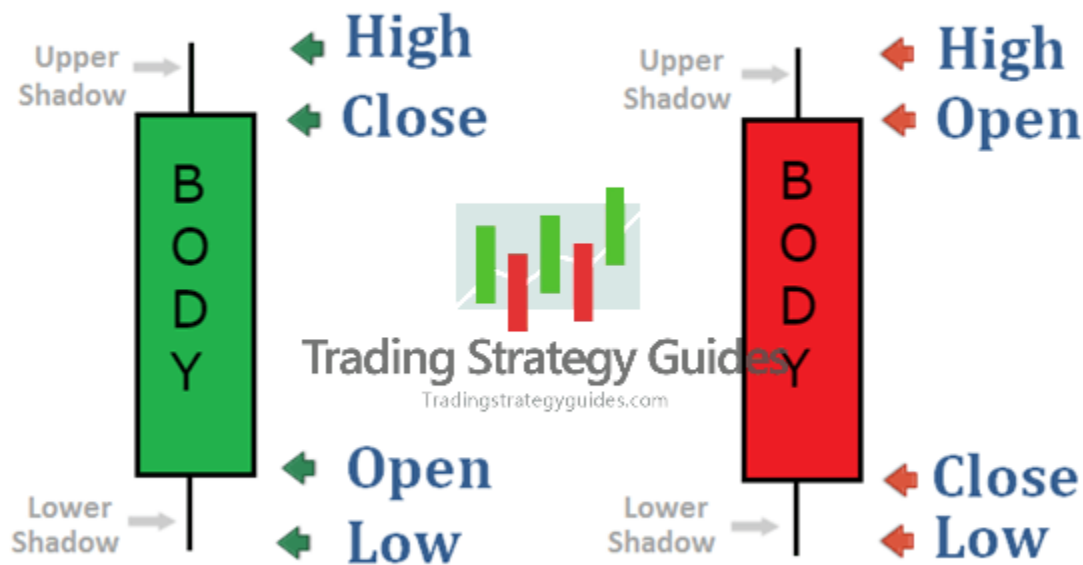 Upper
Shadow
High
Close
B
O
D
Y
Open
Low
Lower
Shadow
Trading Strategy Guides
Tradingstrategyguides.com
Upper
Shadow
High
Open
B
O
D
Y
Close
Low
Lower
Shadow